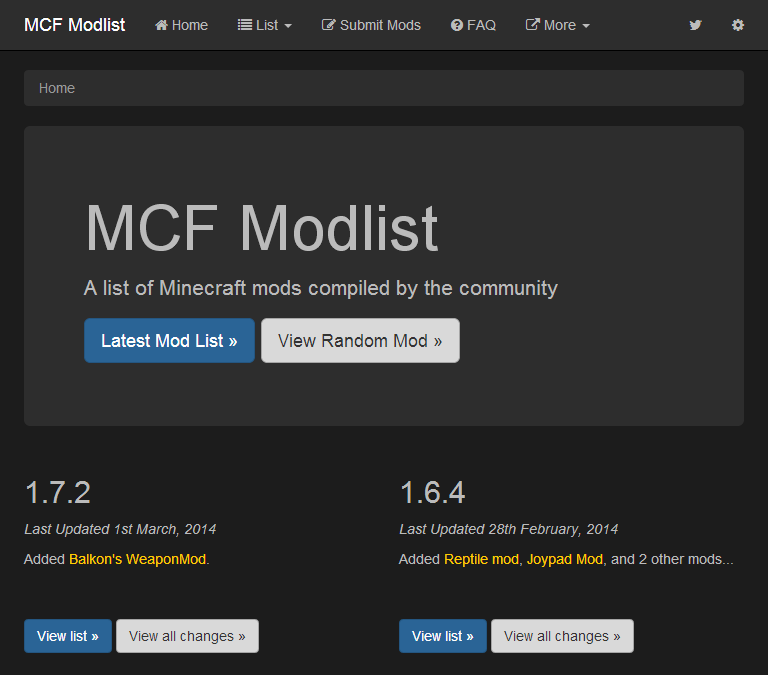 MCF Modlist Home List Submit Mods FAQ More
Home
MCF Modlist
A list of Minecraft mods compiled by the community
Latest Mod List » View Random Mod »
1.7.2
Last Updated 1st March, 2014
Added Balkon's WeaponMod.
View list » View all changes »
1.6.4
Last Updated 28th February, 2014
Added Reptile mod, Joypad Mod, and 2 other mods...
View list » View all changes »